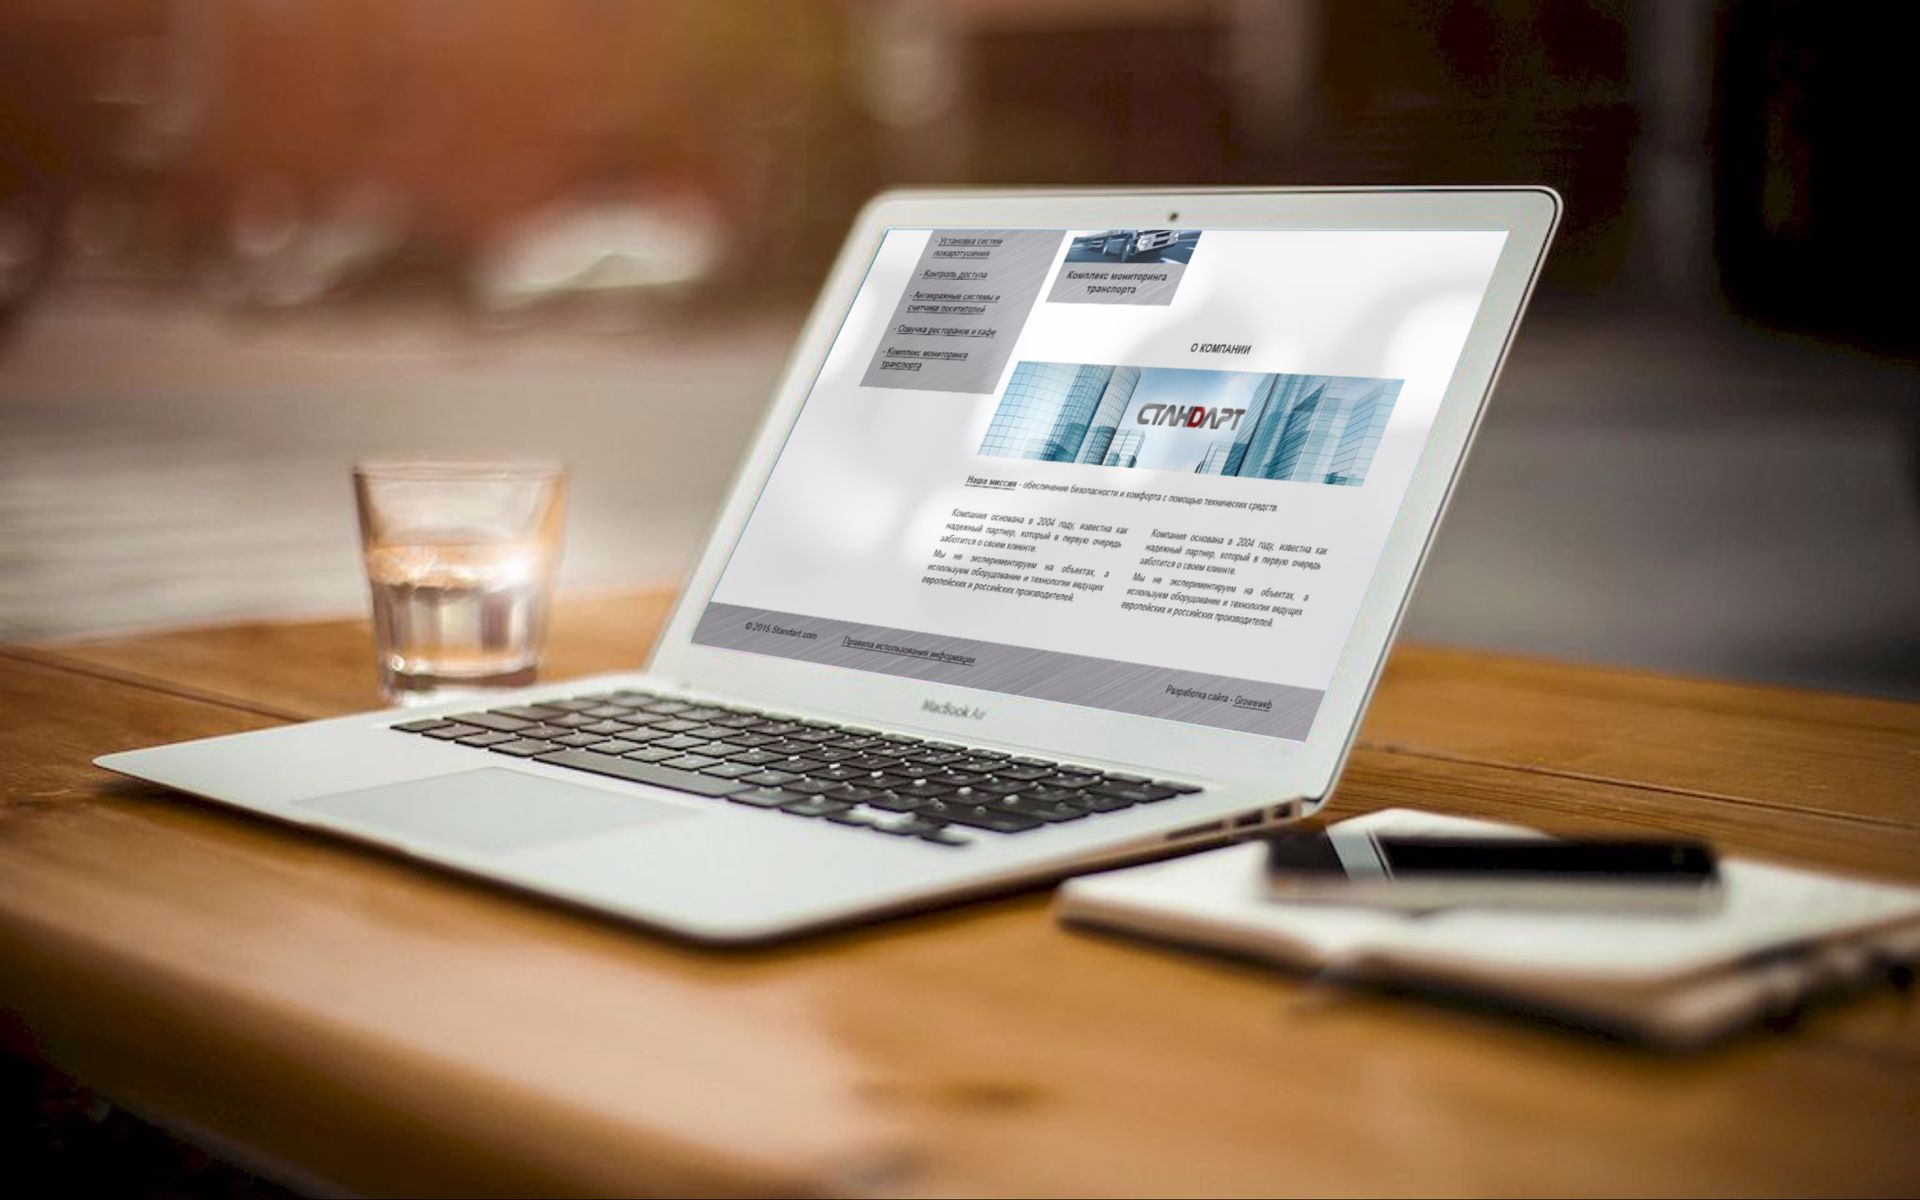 - Установка систем
пожаротушения
- Контроль доступа
- Антикражные системы и
счетчики посетителей
- Озвучка ресторанов и кафе
- Комплекс мониторинга
транспорта
Комплекс мониторинга
транспорта
О КОМПАНИИ
СТАНДАРТ
Наша миссия - обеспечение безопасности и комфорта с помощью технических средств.
Компания основана в 2004 году, известна как
надежный партнер, который в первую очередь
заботится о своем клиенте.
Мы не экспериментируем на объектах, а
используем оборудование и технологии ведущих
европейских и российских производителей.
Компания основана в 2004 году, известна как
надежный партнер, который в первую очередь
заботится о своем клиенте.
Мы не экспериментируем на объектах, а
используем оборудование и технологии ведущих
европейских и российских производителей.
© 2015 Standart.com
Правила использования информации
Разработка сайта - Growweb
MacBook Air